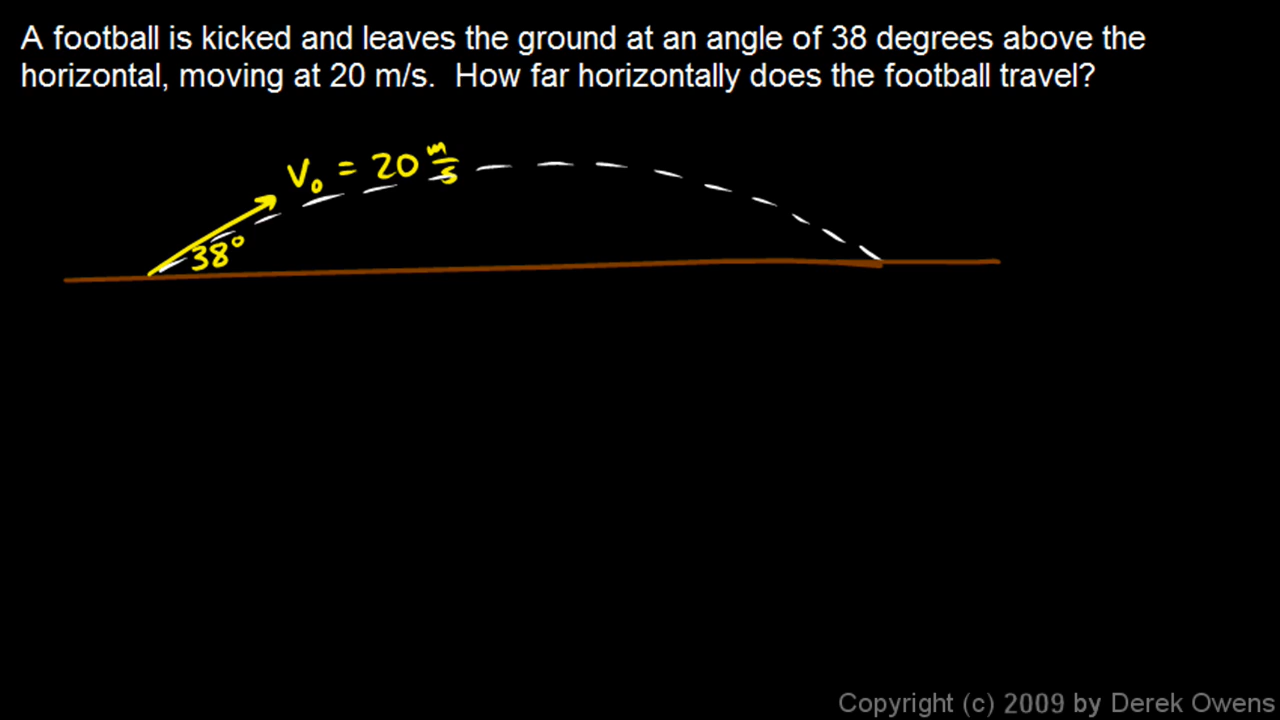 A football is kicked and leaves the ground at an angle of 38 degrees above the
horizontal, moving at 20 m/s.  How far horizontally does the football travel?
V₀ = 20 m/s
38°
Copyright (c) 2009 by Derek Owens